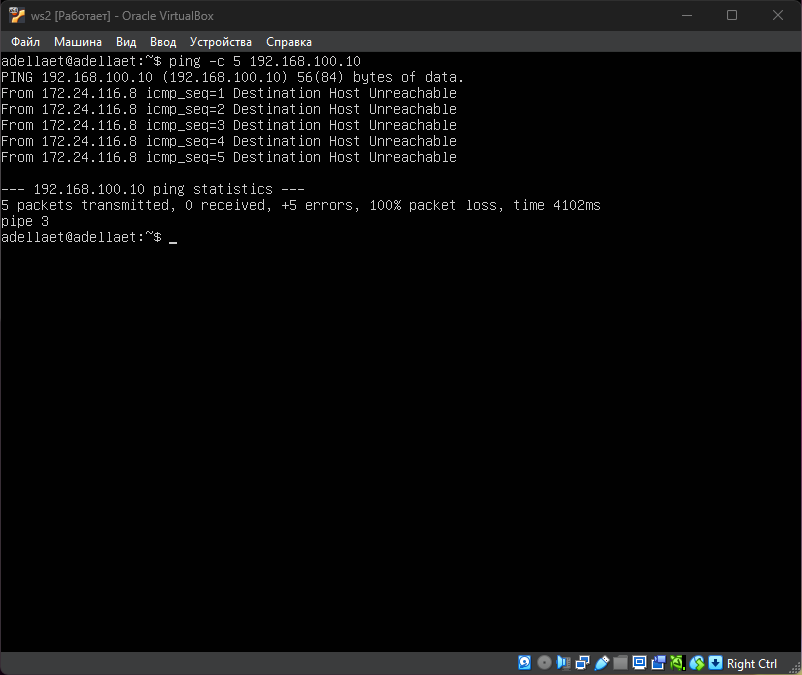 ws2 [Работает] - Oracle VirtualBox
Файл Машина Вид Ввод Устройства Справка
adellaet@adellaet:~$ ping -c 5 192.168.100.10
PING 192.168.100.10 (192.168.100.10) 56(84) bytes of data.
From 172.24.116.8 icmp_seq=1 Destination Host Unreachable
From 172.24.116.8 icmp_seq=2 Destination Host Unreachable
From 172.24.116.8 icmp_seq=3 Destination Host Unreachable
From 172.24.116.8 icmp_seq=4 Destination Host Unreachable
From 172.24.116.8 icmp_seq=5 Destination Host Unreachable
--- 192.168.100.10 ping statistics ---
5 packets transmitted, 0 received, +5 errors, 100% packet loss, time 4102ms
pipe 3
adellaet@adellaet:~$ _
Right Ctrl